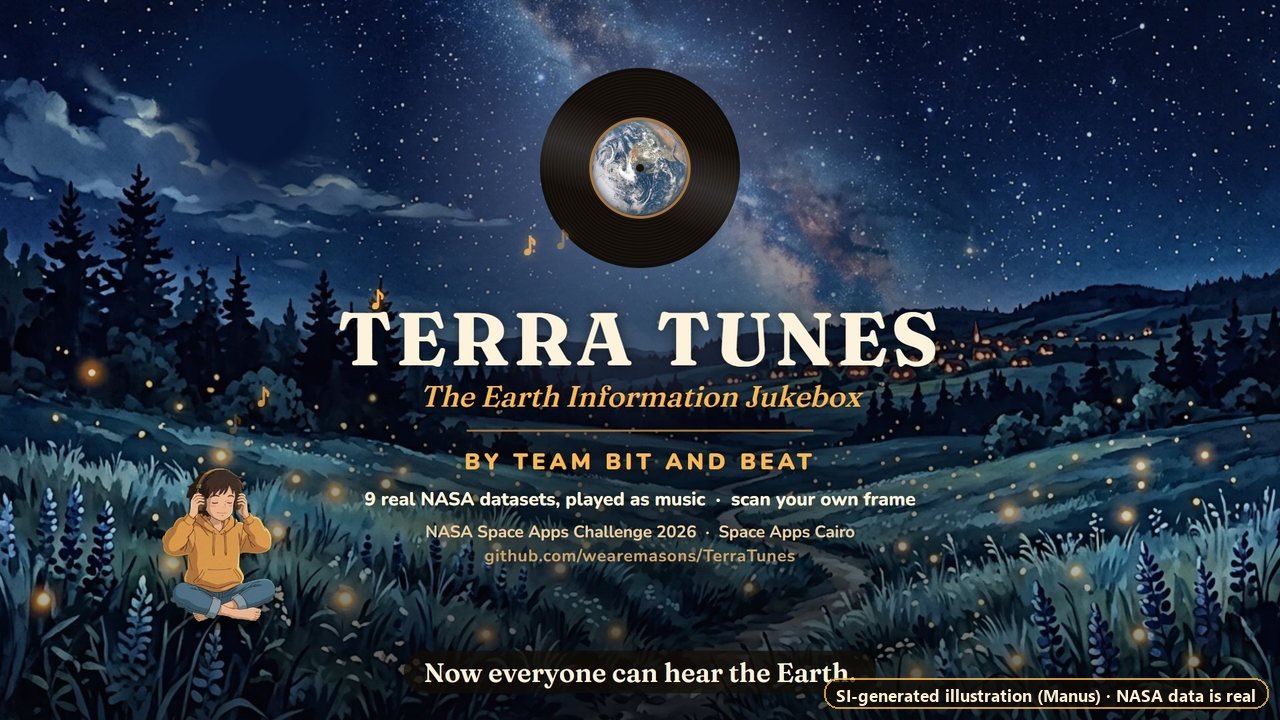 TERRA TUNES
The Earth Information Jukebox
BY TEAM BIT AND BEAT
9 real NASA datasets, played as music · scan your own frame
NASA Space Apps Challenge 2026 · Space Apps Cairo
github.com/wearemasons/TerraTunes
Now everyone can hear the Earth.
SI-generated illustration (Manus) · NASA data is real